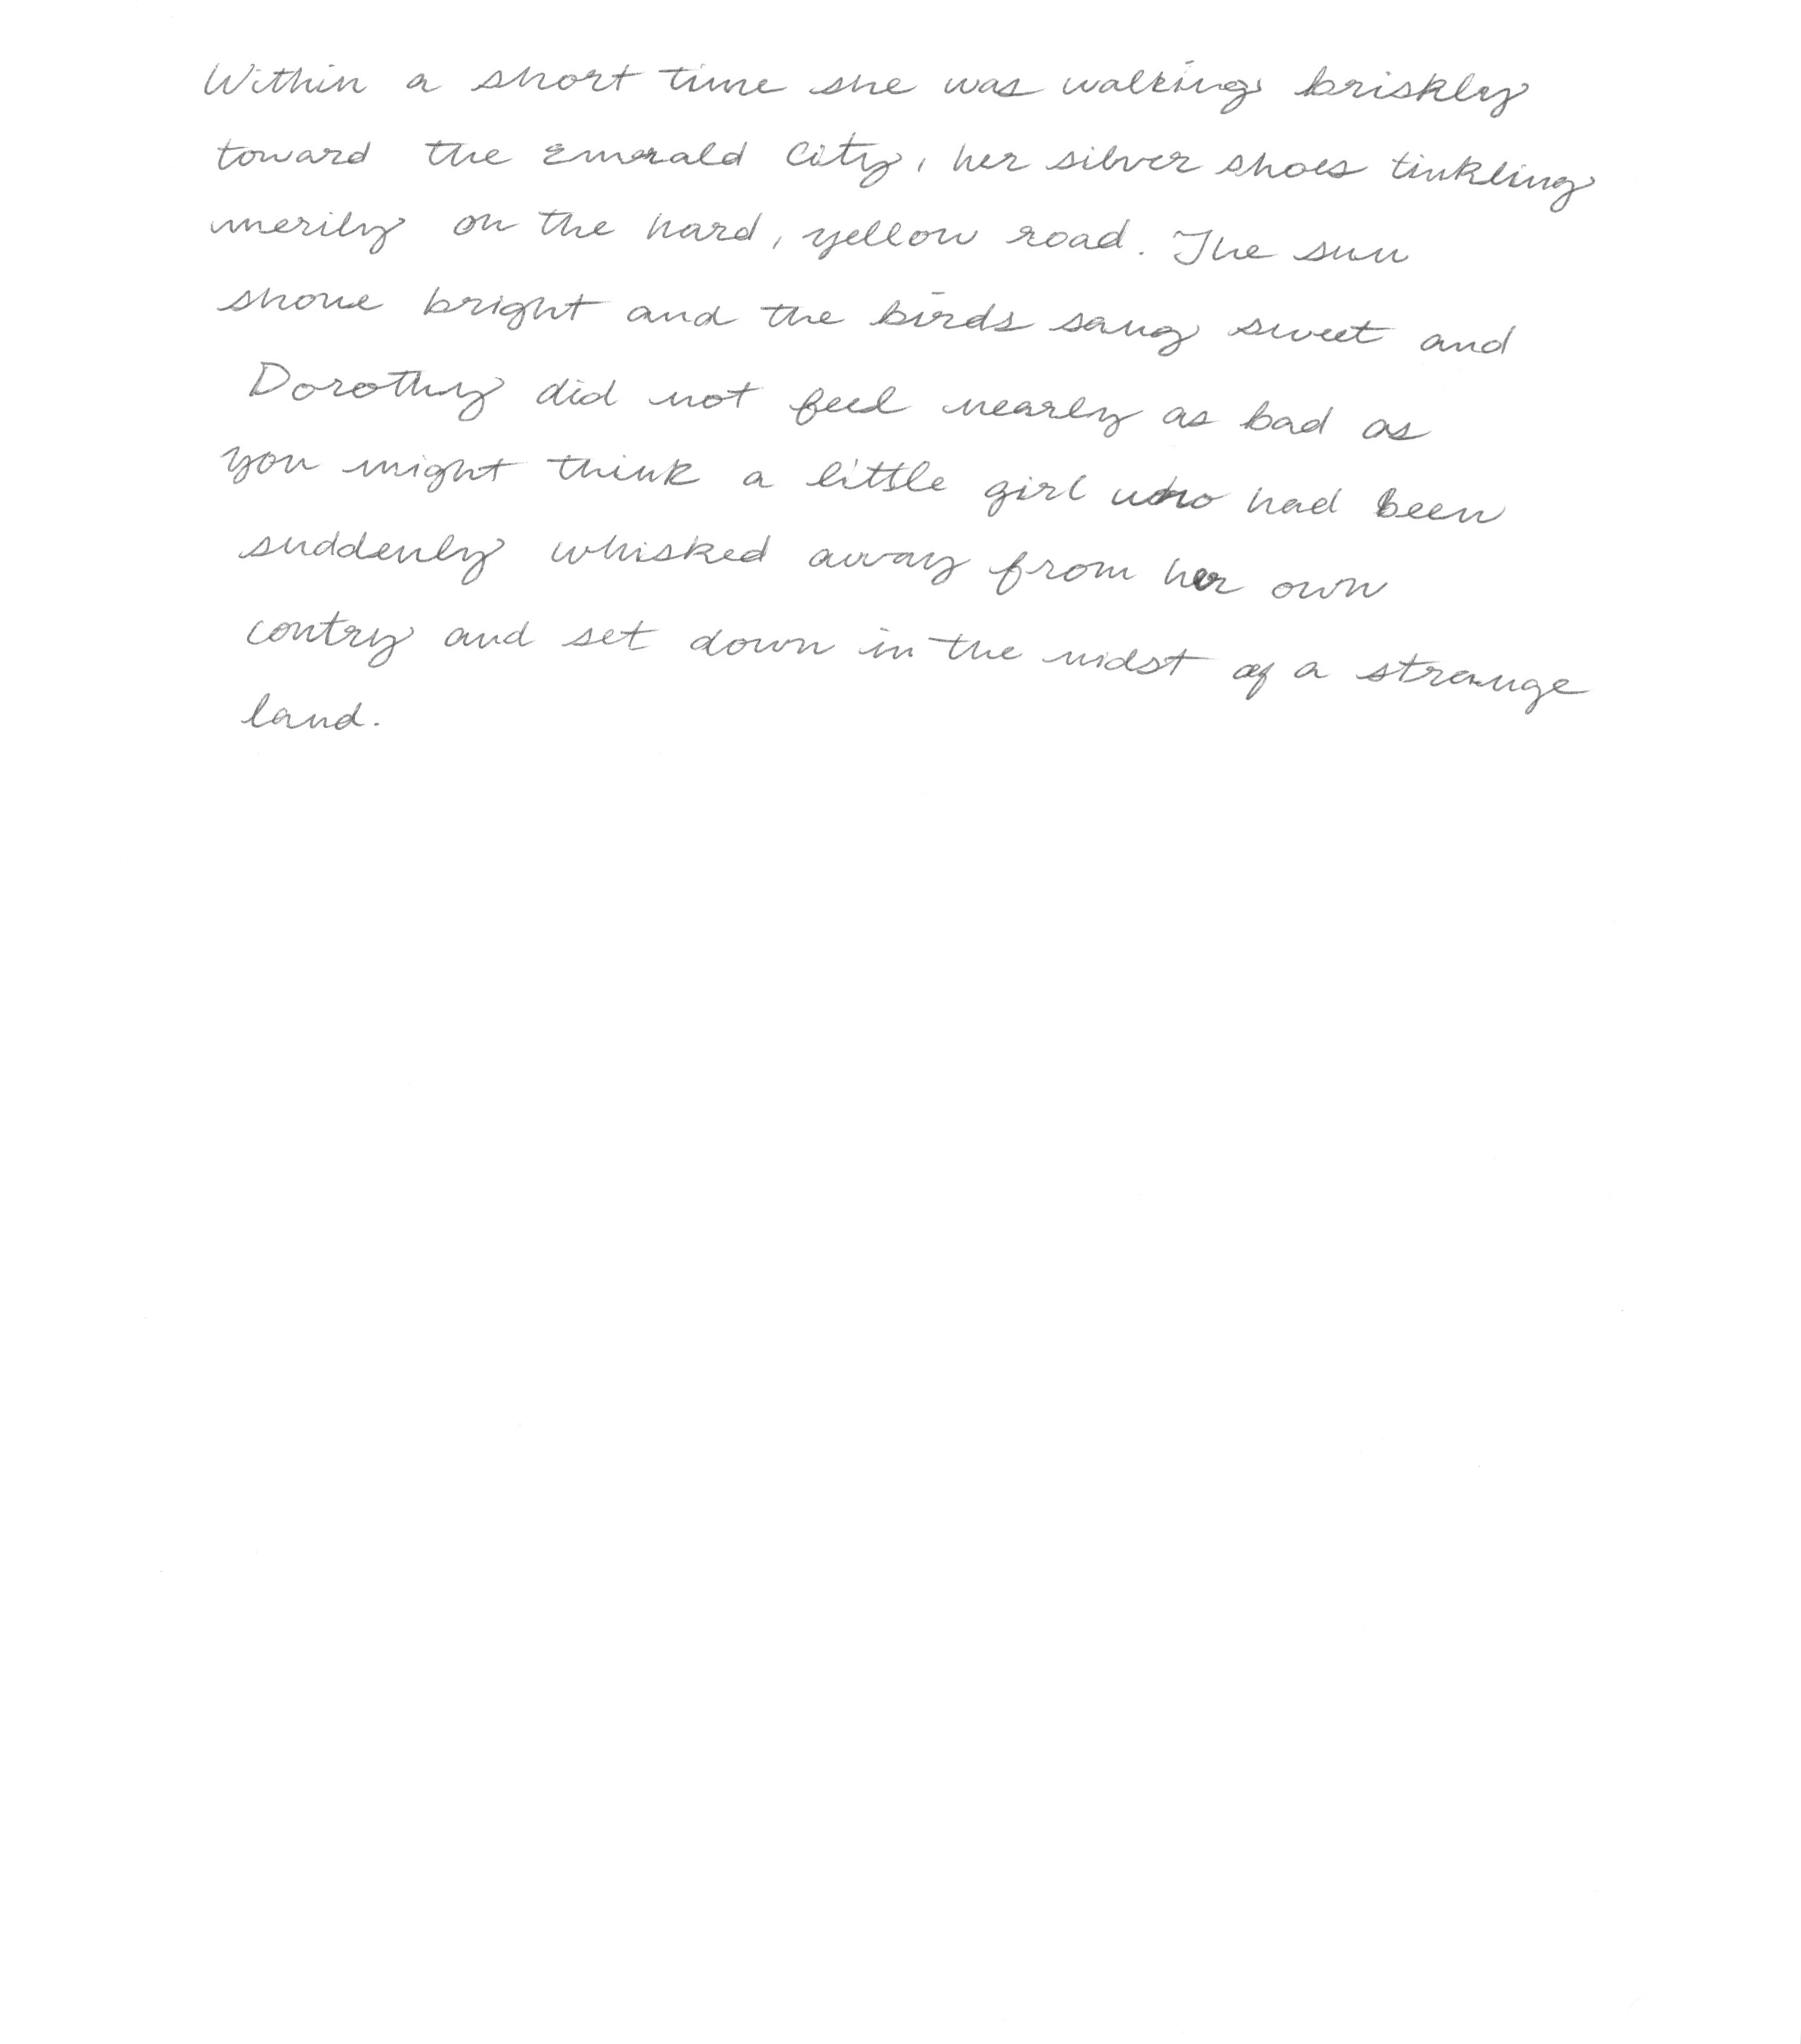 Within a short time she was walking briskly
toward the Emerald City, her silver shoes tinkling
merily on the hard, yellow road. The sun
shone bright and the birds sang sweet and
Dorothy did not feel nearly as bad as
you might think a little girl who had been
suddenly whisked away from her own
contry and set down in the midst of a strange
land.